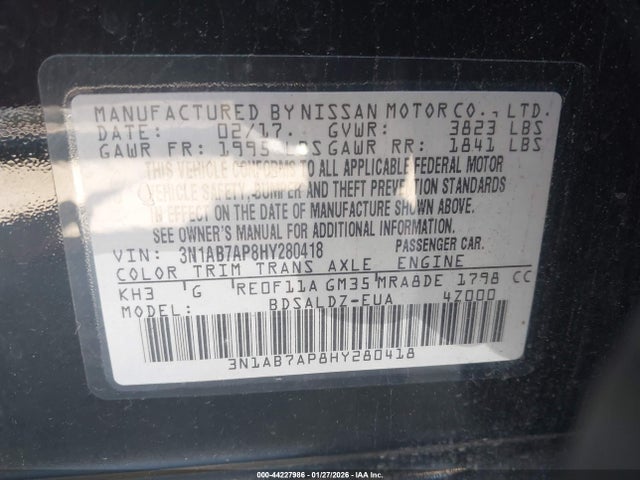 MANUFACTURED BY NISSAN MOTOR CO., LTD.
DATE: 02/17. GVWR: 3823 LBS
GAWR FR: 1995 LBS GAWR RR: 1841 LBS
THIS VEHICLE CONFORMS TO ALL APPLICABLE FEDERAL MOTOR
VEHICLE SAFETY, BUMPER AND THEFT PREVENTION STANDARDS
IN EFFECT ON THE DATE OF MANUFACTURE SHOWN ABOVE.
SEE OWNER'S MANUAL FOR ADDITIONAL INFORMATION.
VIN: 3N1AB7AP8HY280418 PASSENGER CAR.
COLOR TRIM TRANS AXLE ENGINE
KH3 G RE0F11A GM35 MRA8DE 1798 CC
MODEL: BDSALDZ-EUA 4Z000
3N1AB7AP8HY280418
000-44227986 | 01/27/2026 | IAA Inc.